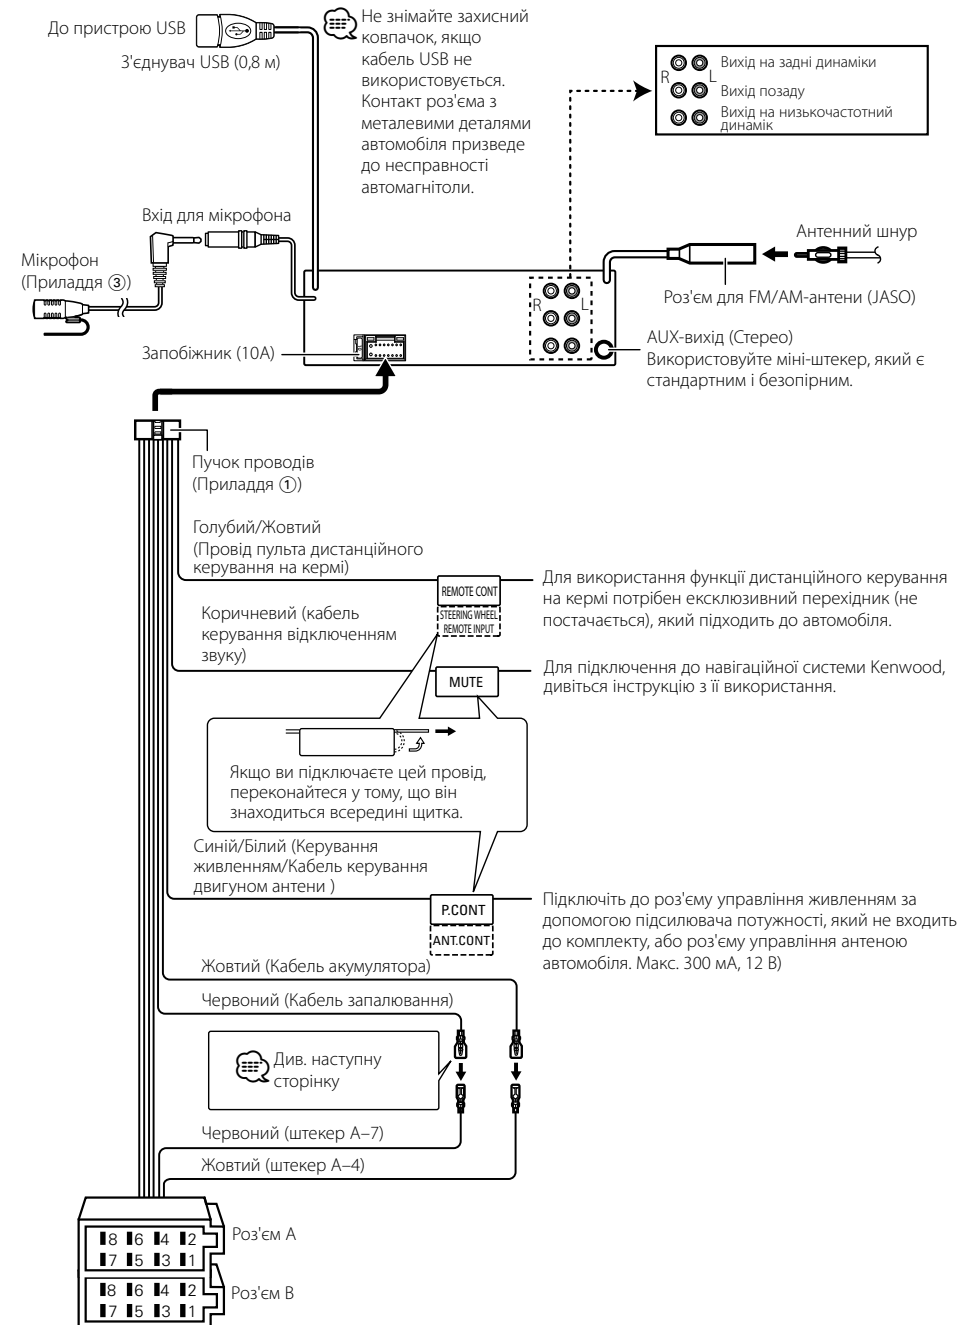 До пристрою USB
З'єднувач USB (0,8 м)
Не знімайте захисний
ковпачок, якщо
кабель USB не
використовується.
Контакт роз'єма з
металевими деталями
автомобіля призведе
до несправності
автомагнітоли.
R
L
Вихід на задні динаміки
Вихід позаду
Вихід на низькочастотний
динамік
Вхід для мікрофона
Мікрофон
(Приладдя ③)
Антенний шнур
Роз'єм для FM/AM-антени (JASO)
R
L
Запобіжник (10А)
AUX-вихід (Стерео)
Використовуйте міні-штекер, який є
стандартним і безопірним.
Пучок проводів
(Приладдя ①)
Голубий/Жовтий
(Провід пульта дистанційного
керування на кермі)
REMOTE CONT
STEERING WHEEL
REMOTE INPUT
Для використання функції дистанційного керування
на кермі потрібен ексклюзивний перехідник (не
постачається), який підходить до автомобіля.
Коричневий (кабель
керування відключенням
звуку)
MUTE
Для підключення до навігаційної системи Kenwood,
дивіться інструкцію з її використання.
Якщо ви підключаєте цей провід,
переконайтеся у тому, що він
знаходиться всередині щитка.
Синій/Білий (Керування
живленням/Кабель керування
двигуном антени )
P.CONT
ANT.CONT
Підключіть до роз'єму управління живленням за
допомогою підсилювача потужності, який не входить
до комплекту, або роз'єму управління антеною
автомобіля. Макс. 300 мА, 12 В)
Жовтий (Кабель акумулятора)
Червоний (Кабель запалювання)
Див. наступну
сторінку
Червоний (штекер А–7)
Жовтий (штекер А–4)
8 6 4 2
7 5 3 1
Роз'єм А
8 6 4 2
7 5 3 1
Роз'єм В